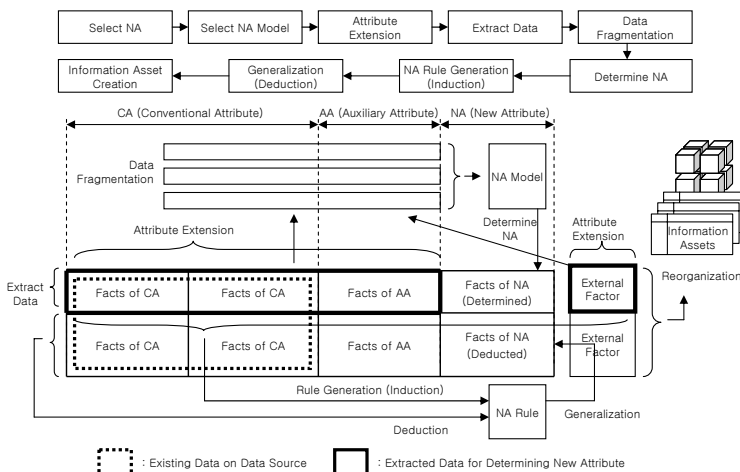 Select NA
Select NA Model
Attribute
Extension
Extract Data
Data
Fragmentation
Information Asset
Creation
Generalization
(Deduction)
NA Rule Generation
(Induction)
Determine NA
CA (Conventional Attribute)
AA (Auxiliary Attribute)
NA (New Attribute)
Data
Fragmentation
NA Model
Determine
NA
Attribute Extension
Attribute
Extension
Information
Assets
Extract
Data
Facts of CA
Facts of CA
Facts of AA
Facts of NA
(Determined)
External
Factor
Reorganization
Facts of CA
Facts of CA
Facts of AA
Facts of NA
(Deducted)
External
Factor
Rule Generation (Induction)
NA Rule
Generalization
Deduction
: Existing Data on Data Source
: Extracted Data for Determining New Attribute